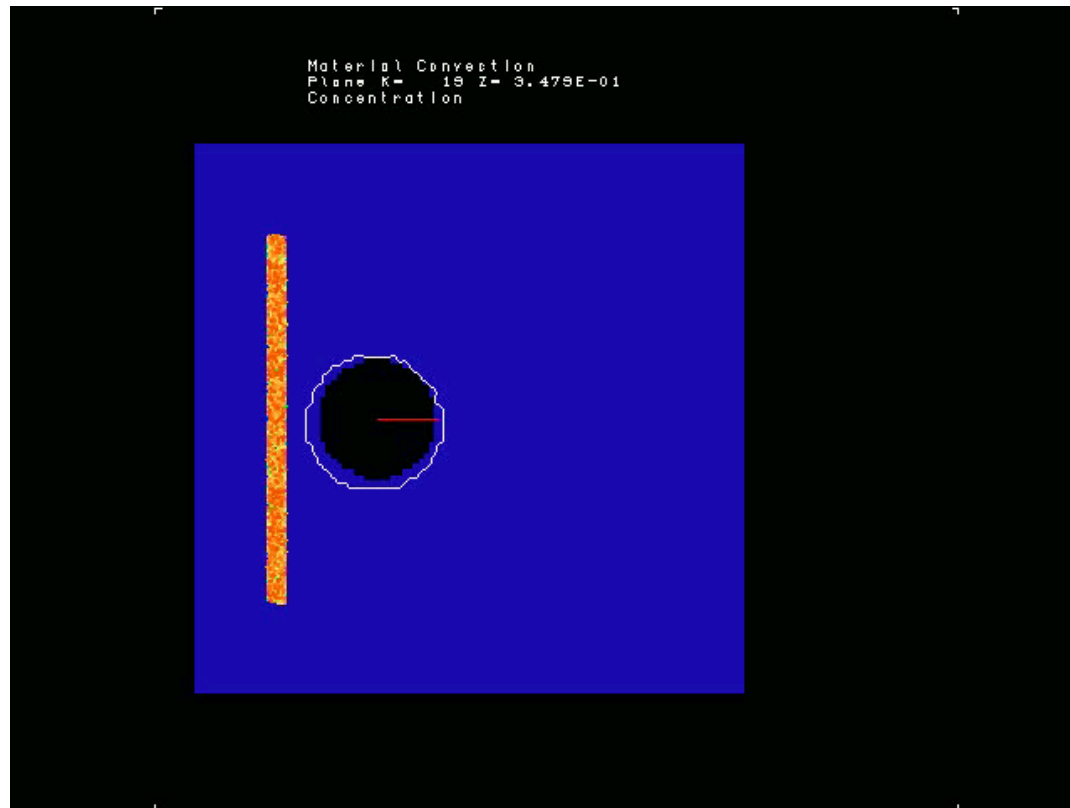 Material Convection
Plane K=   19 Z= 3.479E-01
Concentration